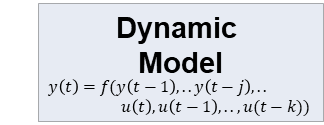 Dynamic
Model
y(t) = f(y(t − 1),..y(t − j),..
u(t),u(t − 1),..,u(t − k))